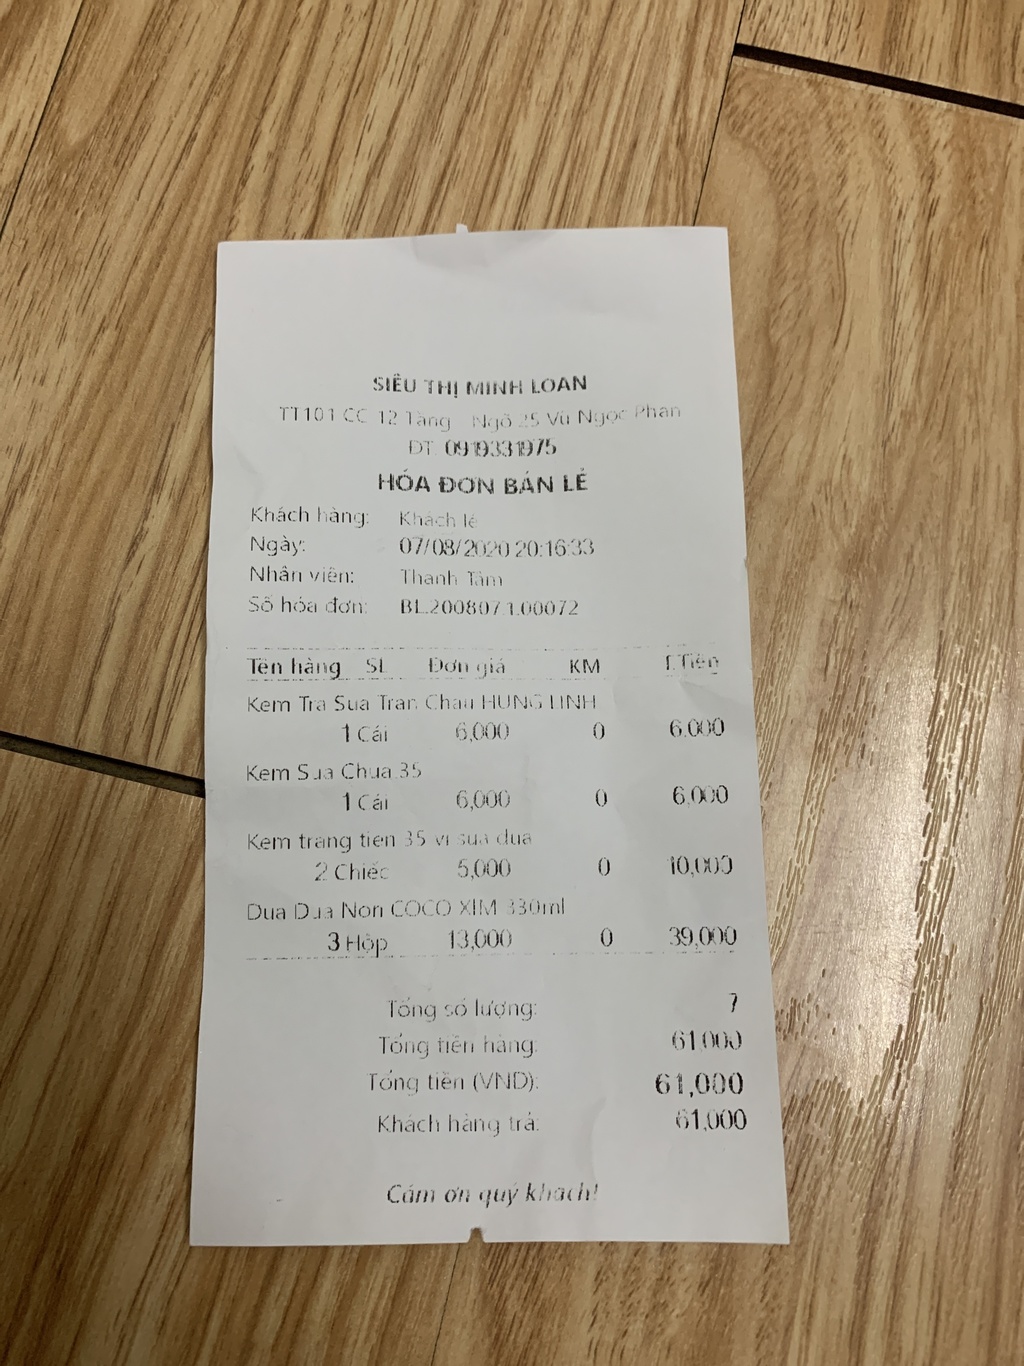 SIÊU THỊ MINH LOAN
TT101 CC 12 Tầng - Ngõ 25 Vũ Ngọc Phan
ĐT: 0919331975
HÓA ĐƠN BÁN LẺ
Khách hàng: Khách lẻ
Ngày: 07/08/2020 20:16:33
Nhân viên: Thanh Tâm
Số hóa đơn: BL.200807.1.00072
Tên hàng SL Đơn giá KM T.Tiền
Kem Tra Sua Tran Chau HUNG LINH
1 Cái 6,000 0 6,000
Kem Sua Chua 35
1 Cái 6,000 0 6,000
Kem trang tien 35 vi sua dua
2 Chiếc 5,000 0 10,000
Dua Dua Non COCO XIM 330ml
3 Hộp 13,000 0 39,000
Tổng số lượng: 7
Tổng tiền hàng: 61,000
Tổng tiền (VND): 61,000
Khách hàng trả: 61,000
Cám ơn quý khách!